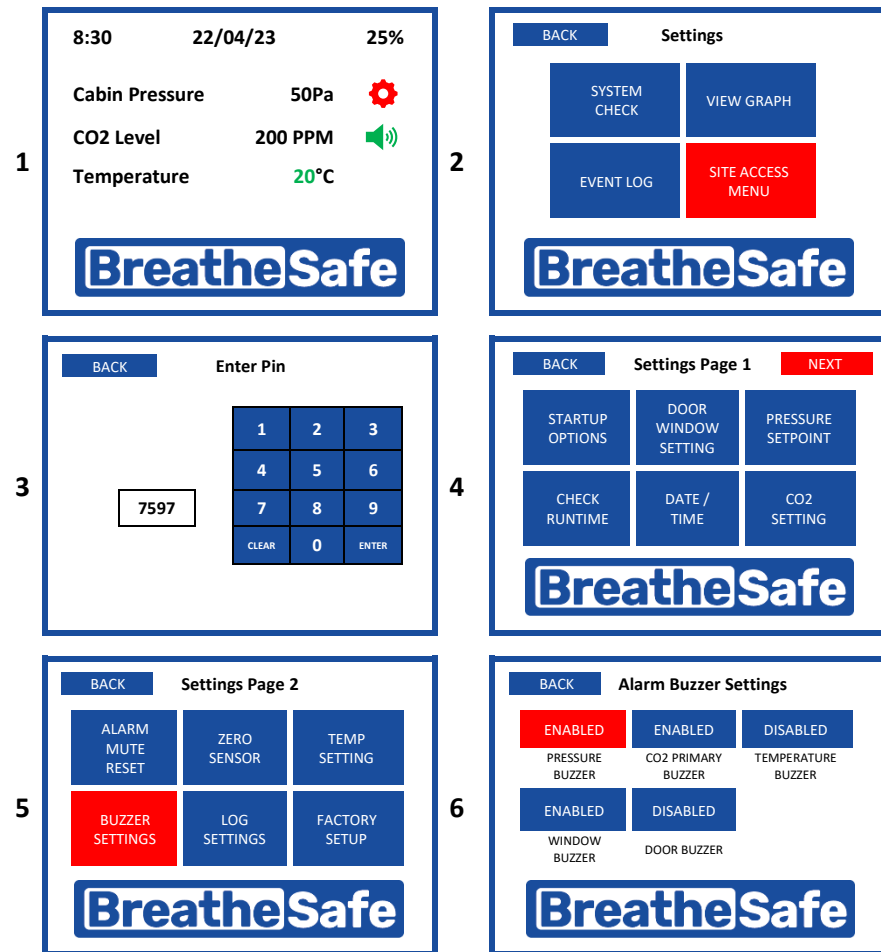 1
8:30 22/04/23 25%
Cabin Pressure 50Pa
CO2 Level 200 PPM
Temperature 20°C
BreatheSafe
2
BACK Settings
SYSTEM
CHECK
VIEW GRAPH
EVENT LOG
SITE ACCESS
MENU
BreatheSafe
3
BACK Enter Pin
7597
1 2 3
4 5 6
7 8 9
CLEAR 0 ENTER
4
BACK Settings Page 1 NEXT
STARTUP
OPTIONS
DOOR
WINDOW
SETTING
PRESSURE
SETPOINT
CHECK
RUNTIME
DATE /
TIME
CO2
SETTING
BreatheSafe
5
BACK Settings Page 2
ALARM
MUTE
RESET
ZERO
SENSOR
TEMP
SETTING
BUZZER
SETTINGS
LOG
SETTINGS
FACTORY
SETUP
BreatheSafe
6
BACK Alarm Buzzer Settings
ENABLED
PRESSURE
BUZZER
ENABLED
CO2 PRIMARY
BUZZER
DISABLED
TEMPERATURE
BUZZER
ENABLED
WINDOW
BUZZER
DISABLED
DOOR BUZZER
BreatheSafe